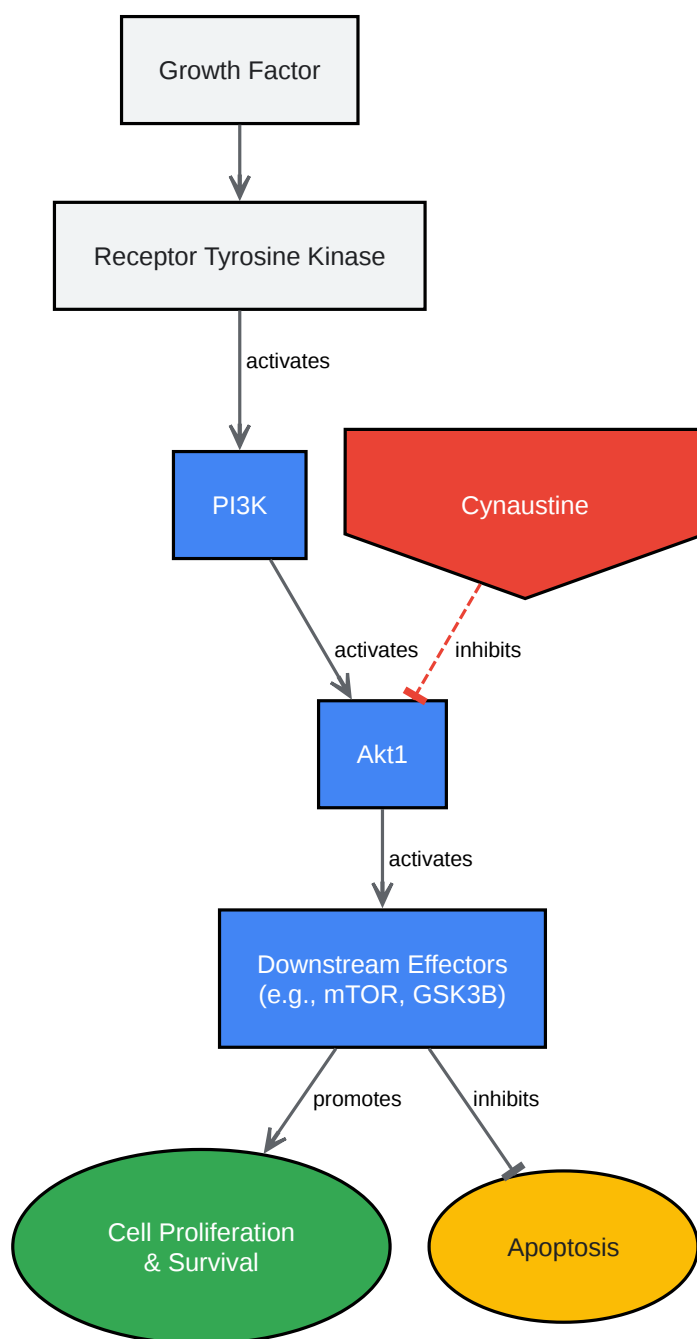 Growth Factor
Receptor Tyrosine Kinase
activates
PI3K
Cynaustine
activates
inhibits
Akt1
activates
Downstream Effectors
(e.g., mTOR, GSK3B)
promotes
inhibits
Cell Proliferation
& Survival
Apoptosis